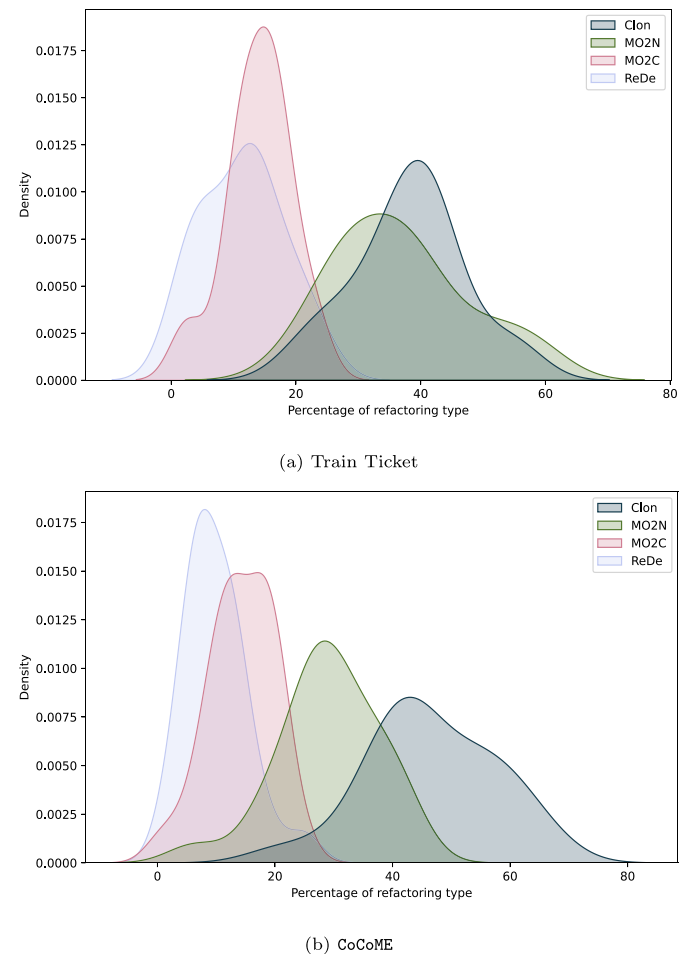 0.0175
0.0150
0.0125
0.0100
0.0075
0.0050
0.0025
0.0000
Density
Clon
MO2N
MO2C
ReDe
0 20 40 60 80
Percentage of refactoring type
(a) Train Ticket
0.0175
0.0150
0.0125
0.0100
0.0075
0.0050
0.0025
0.0000
Density
Clon
MO2N
MO2C
ReDe
0 20 40 60 80
Percentage of refactoring type
(b) CoCoME